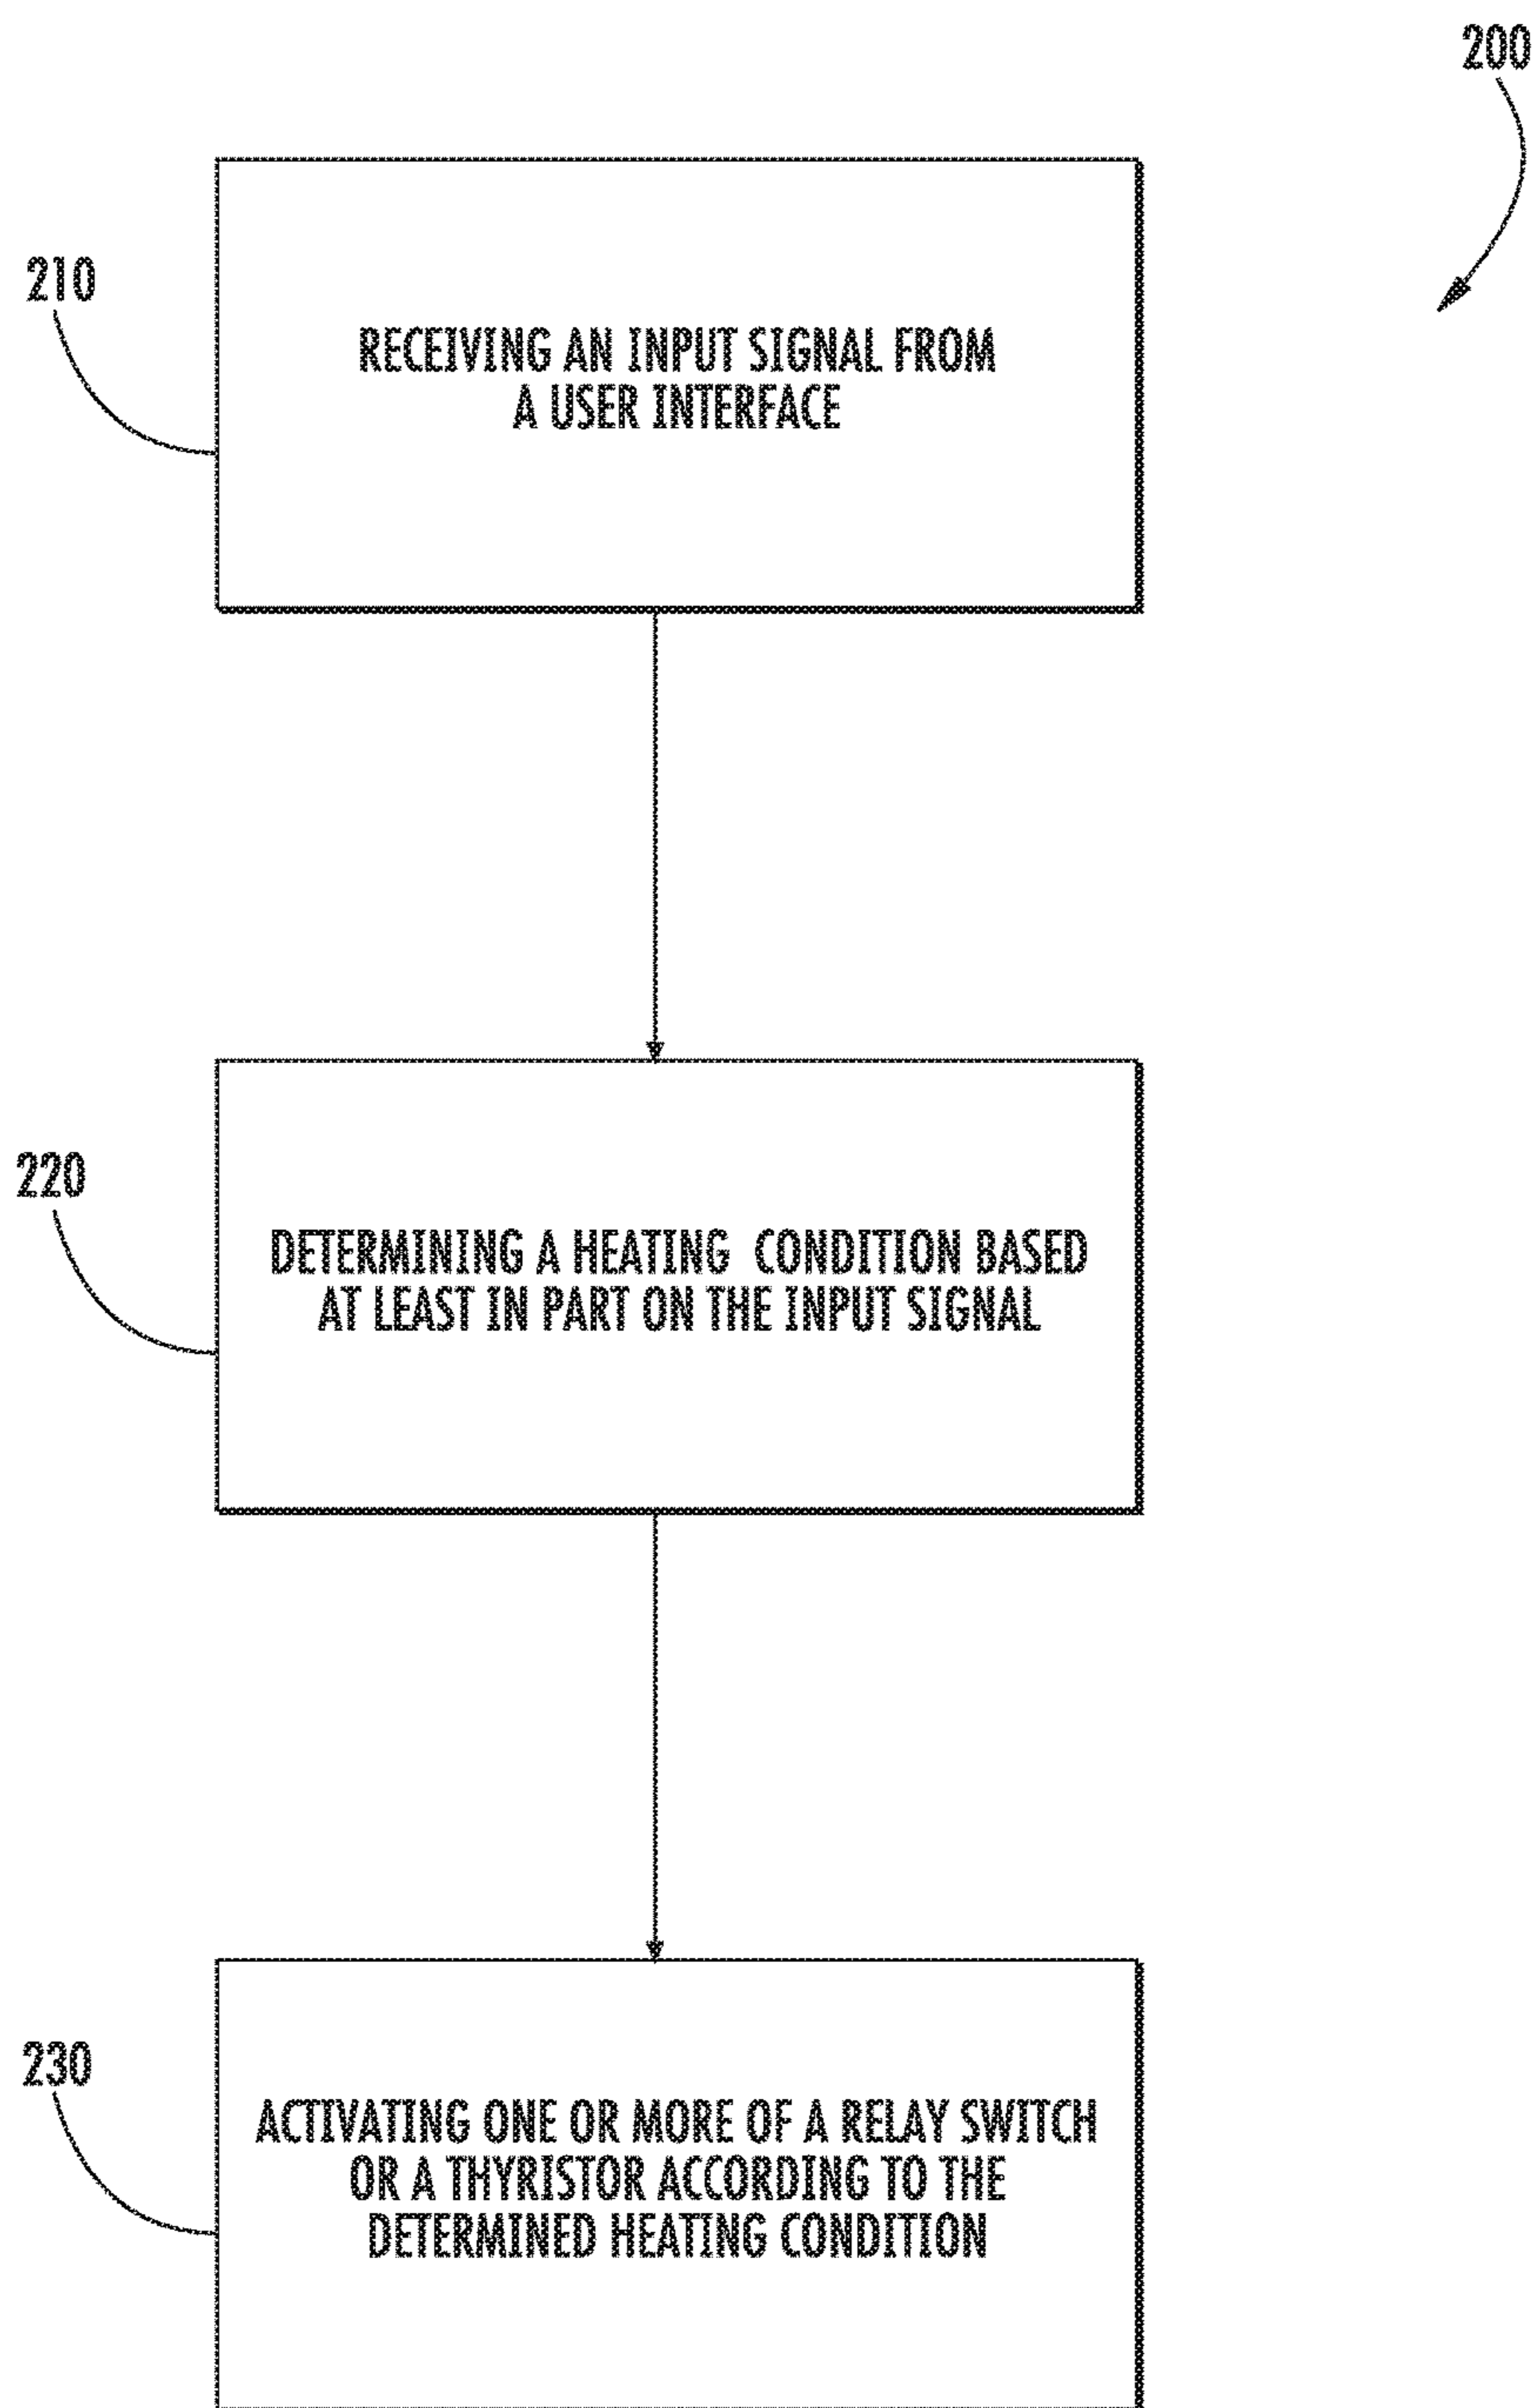 200
210
RECEIVING AN INPUT SIGNAL FROM
A USER INTERFACE
220
DETERMINING A HEATING CONDITION BASED
AT LEAST IN PART ON THE INPUT SIGNAL
230
ACTIVATING ONE OR MORE OF A RELAY SWITCH
OR A THYRISTOR ACCORDING TO THE
DETERMINED HEATING CONDITION